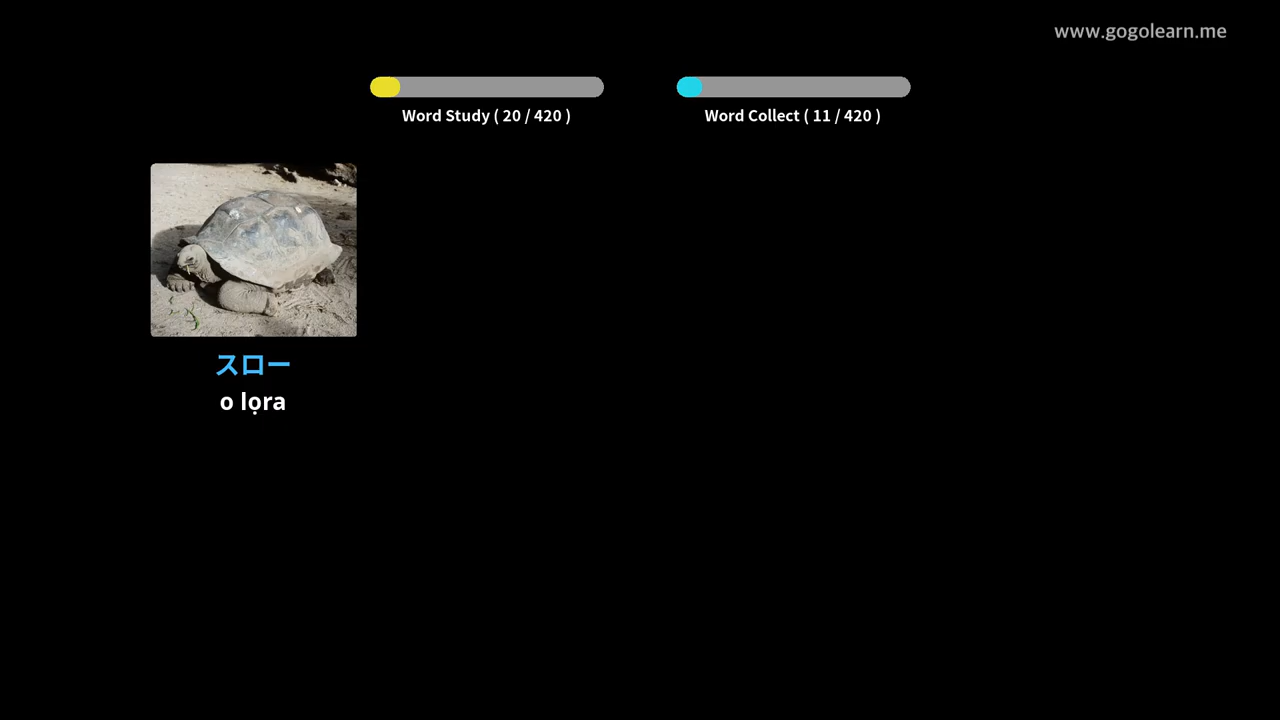 www.gogolearn.me
Word Study ( 20 / 420 )
Word Collect ( 11 / 420 )
スロー
o lọra